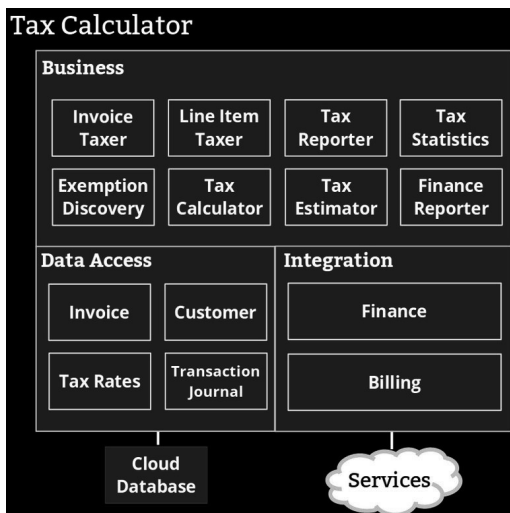 Tax Calculator
Business
Invoice
Taxer
Line Item
Taxer
Tax
Reporter
Tax
Statistics
Exemption
Discovery
Tax
Calculator
Tax
Estimator
Finance
Reporter
Data Access
Invoice
Customer
Tax Rates
Transaction
Journal
Integration
Finance
Billing
Cloud
Database
Services